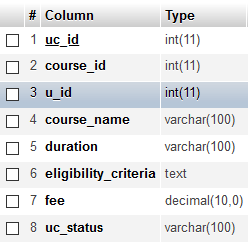 # Column Type
1 uc_id int(11)
2 course_id int(11)
3 u_id int(11)
4 course_name varchar(100)
5 duration varchar(100)
6 eligibility_criteria text
7 fee decimal(10,0)
8 uc_status varchar(100)